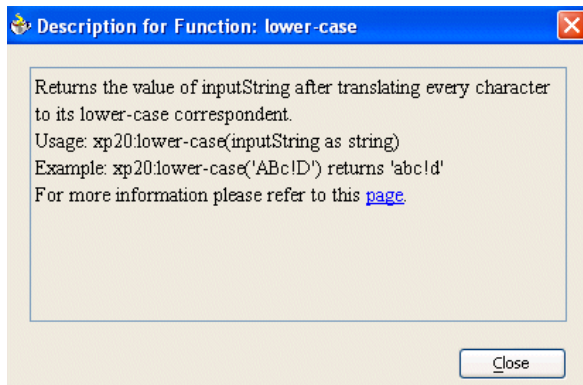 Description for Function: lower-case
Returns the value of inputString after translating every character
to its lower-case correspondent.
Usage: xp20:lower-case(inputString as string)
Example: xp20:lower-case('ABc!D') returns 'abc!d'
For more information please refer to this page.
Close